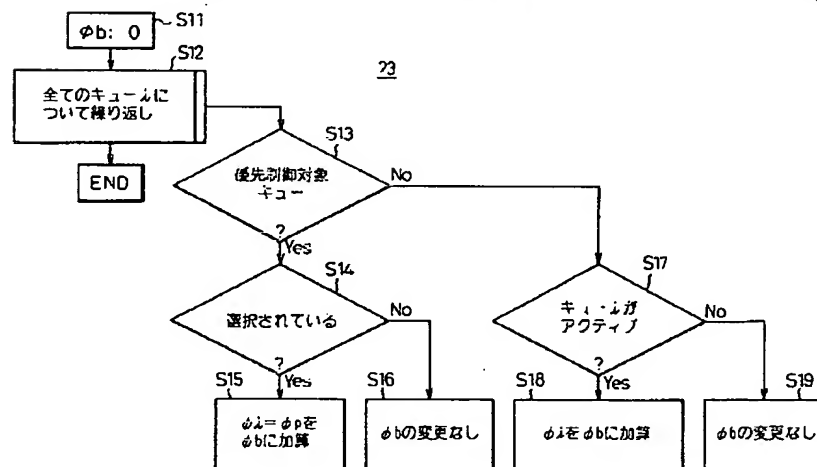 S11
φb: 0
S12
全てのキューiに
ついて繰り返し
END
23
S13
優先制御対象
キュー
?
Yes
No
S14
選択されている
?
Yes
No
S17
キューiが
アクティブ
?
Yes
No
S15
φi=φpを
φbに加算
S16
φbの変更なし
S18
φiをφbに加算
S19
φbの変更なし